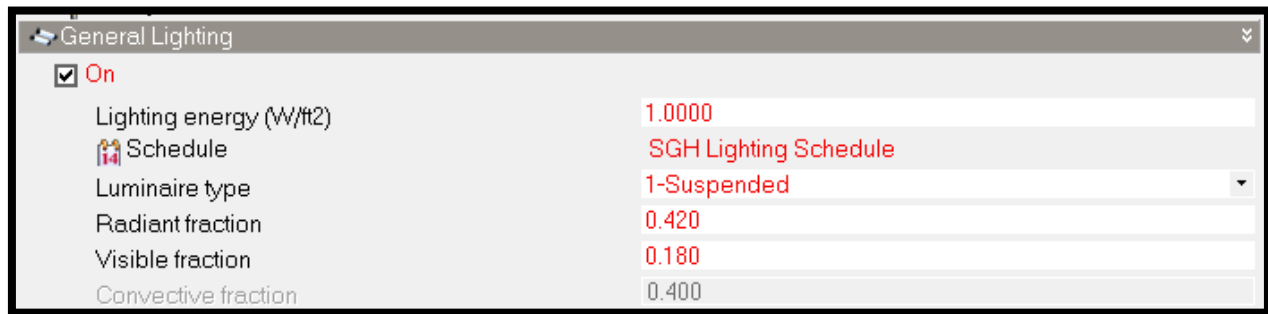 General Lighting
On
Lighting energy (W/ft2) 1.0000
14 Schedule SGH Lighting Schedule
Luminaire type 1-Suspended
Radiant fraction 0.420
Visible fraction 0.180
Convective fraction 0.400